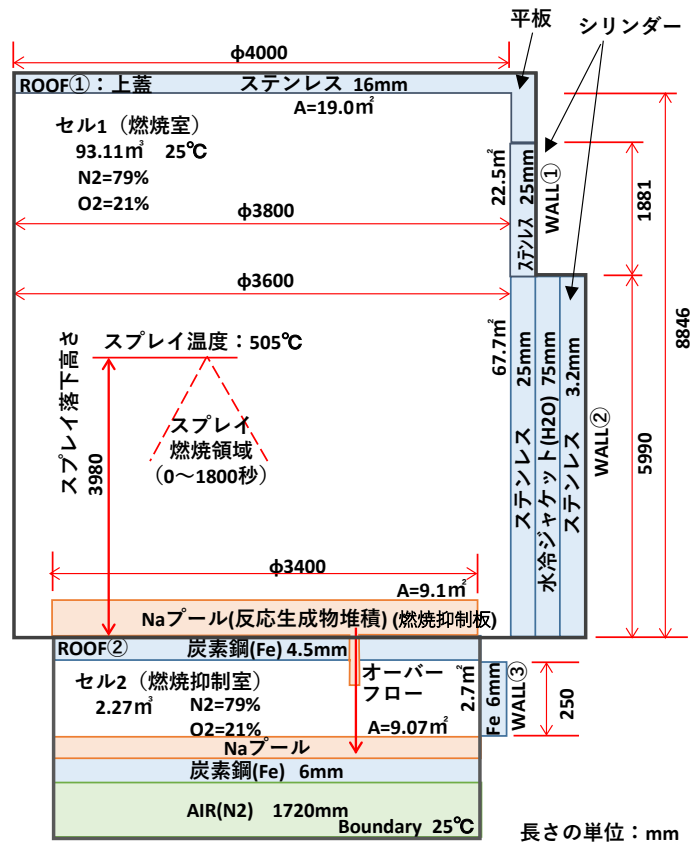 平板
シリンダー
φ4000
ROOF①：上蓋
ステンレス 16mm
A=19.0㎡
セル1（燃焼室）
93.11㎥ 25℃
N2=79%
O2=21%
22.5㎡
ステンレス 25mm
WALL①
1881
φ3800
φ3600
8846
スプレイ温度：505℃
スプレイ落下高さ
3980
スプレイ
燃焼領域
（0～1800秒）
67.7㎡
ステンレス 25mm
水冷ジャケット(H2O) 75mm
ステンレス 3.2mm
WALL②
5990
φ3400
A=9.1㎡
Naプール(反応生成物堆積) (燃焼抑制板)
ROOF②
炭素鋼(Fe) 4.5mm
セル2（燃焼抑制室）
2.27㎥
N2=79%
O2=21%
オーバー
フロー
A=9.07㎡
2.7㎡
Fe 6mm
WALL③
250
Naプール
炭素鋼(Fe) 6mm
AIR(N2) 1720mm
Boundary 25℃
長さの単位：mm